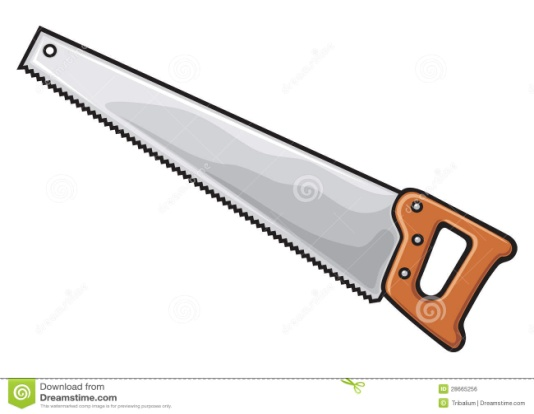 Download from
Dreamstime.com
This watermarked comp image is for previewing purposes only.
28665256
Tribalium | Dreamstime.com